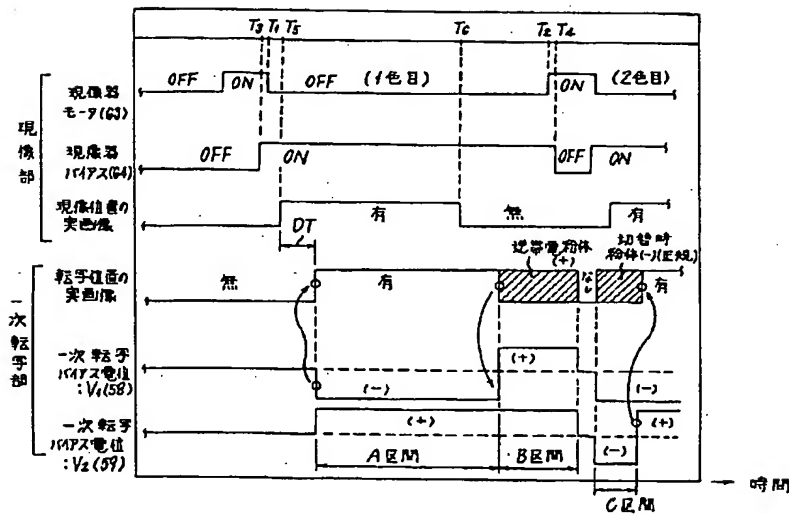 T3 T1 T5 T6 T2 T4
現像部
現像器
モータ(63)
OFF ON OFF (1色目) ON (2色目)
現像器
バイアス(64)
OFF ON OFF ON
現像位置の
実画像
有 無 有
DT
一次転写部
転写位置の
実画像
無 有
逆帯電粉体
(+)
なし
切替時
粉体(-)(正規)
有
一次転写
バイアス電位
:V1(58)
(-) (+) (-)
一次転写
バイアス電位
:V2(59)
(+) (-) (+)
A区間 B区間 C区間
時間